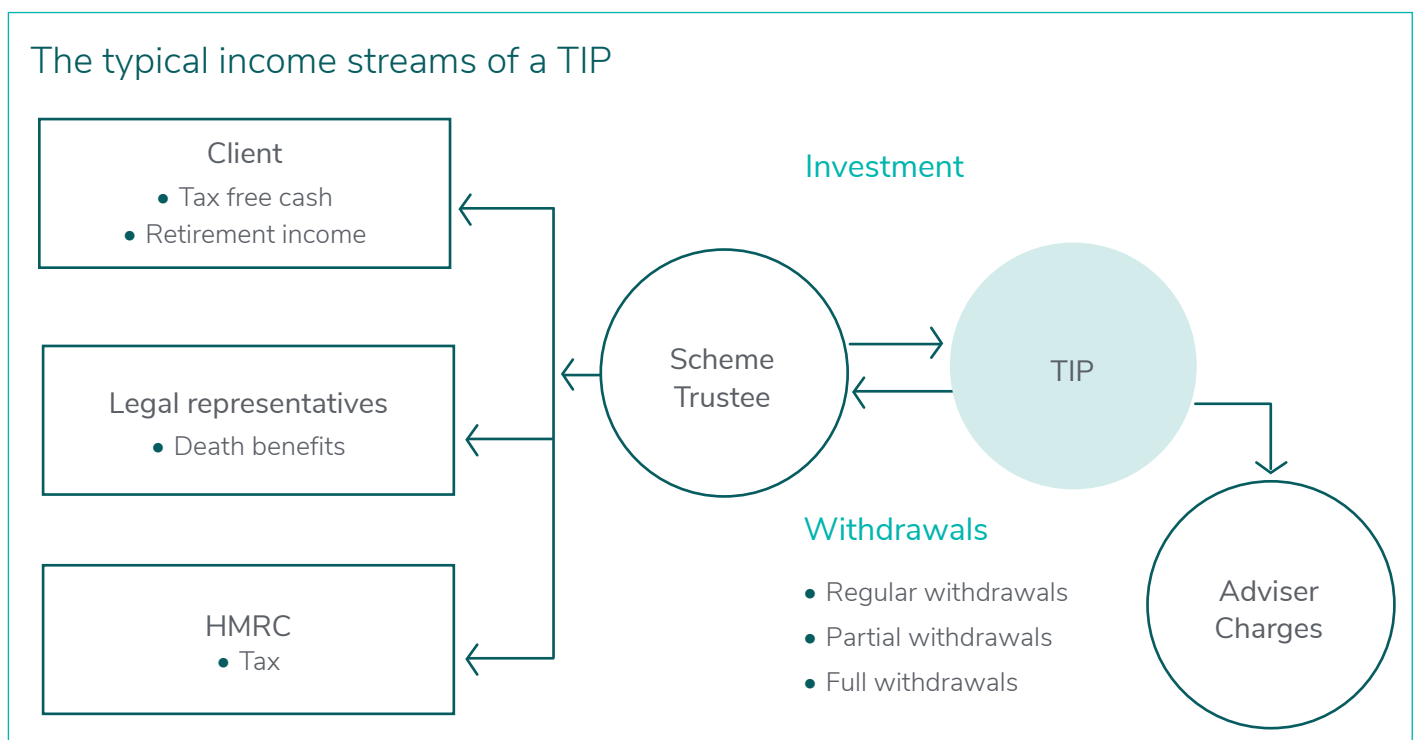 The typical income streams of a TIP
Client
• Tax free cash
• Retirement income
Legal representatives
• Death benefits
HMRC
• Tax
Scheme
Trustee
Investment
TIP
Withdrawals
• Regular withdrawals
• Partial withdrawals
• Full withdrawals
Adviser
Charges